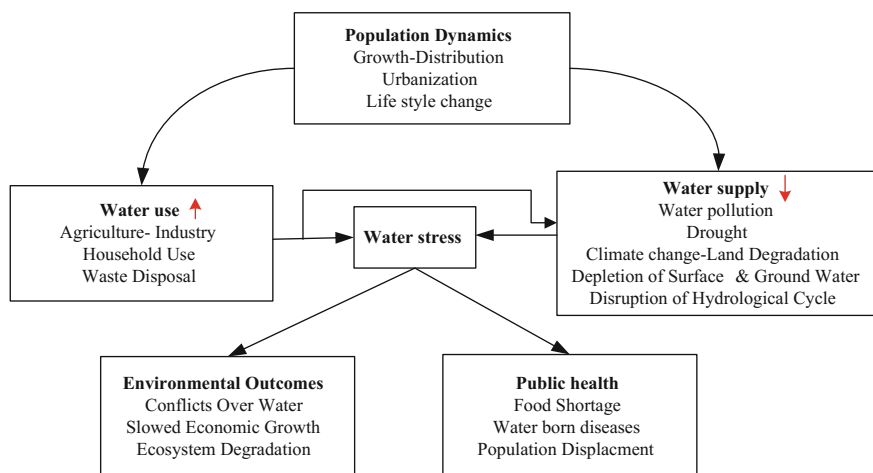 Population Dynamics
Growth-Distribution
Urbanization
Life style change
Water use
Agriculture- Industry
Household Use
Waste Disposal
Water stress
Water supply
Water pollution
Drought
Climate change-Land Degradation
Depletion of Surface & Ground Water
Disruption of Hydrological Cycle
Environmental Outcomes
Conflicts Over Water
Slowed Economic Growth
Ecosystem Degradation
Public health
Food Shortage
Water born diseases
Population Displacment